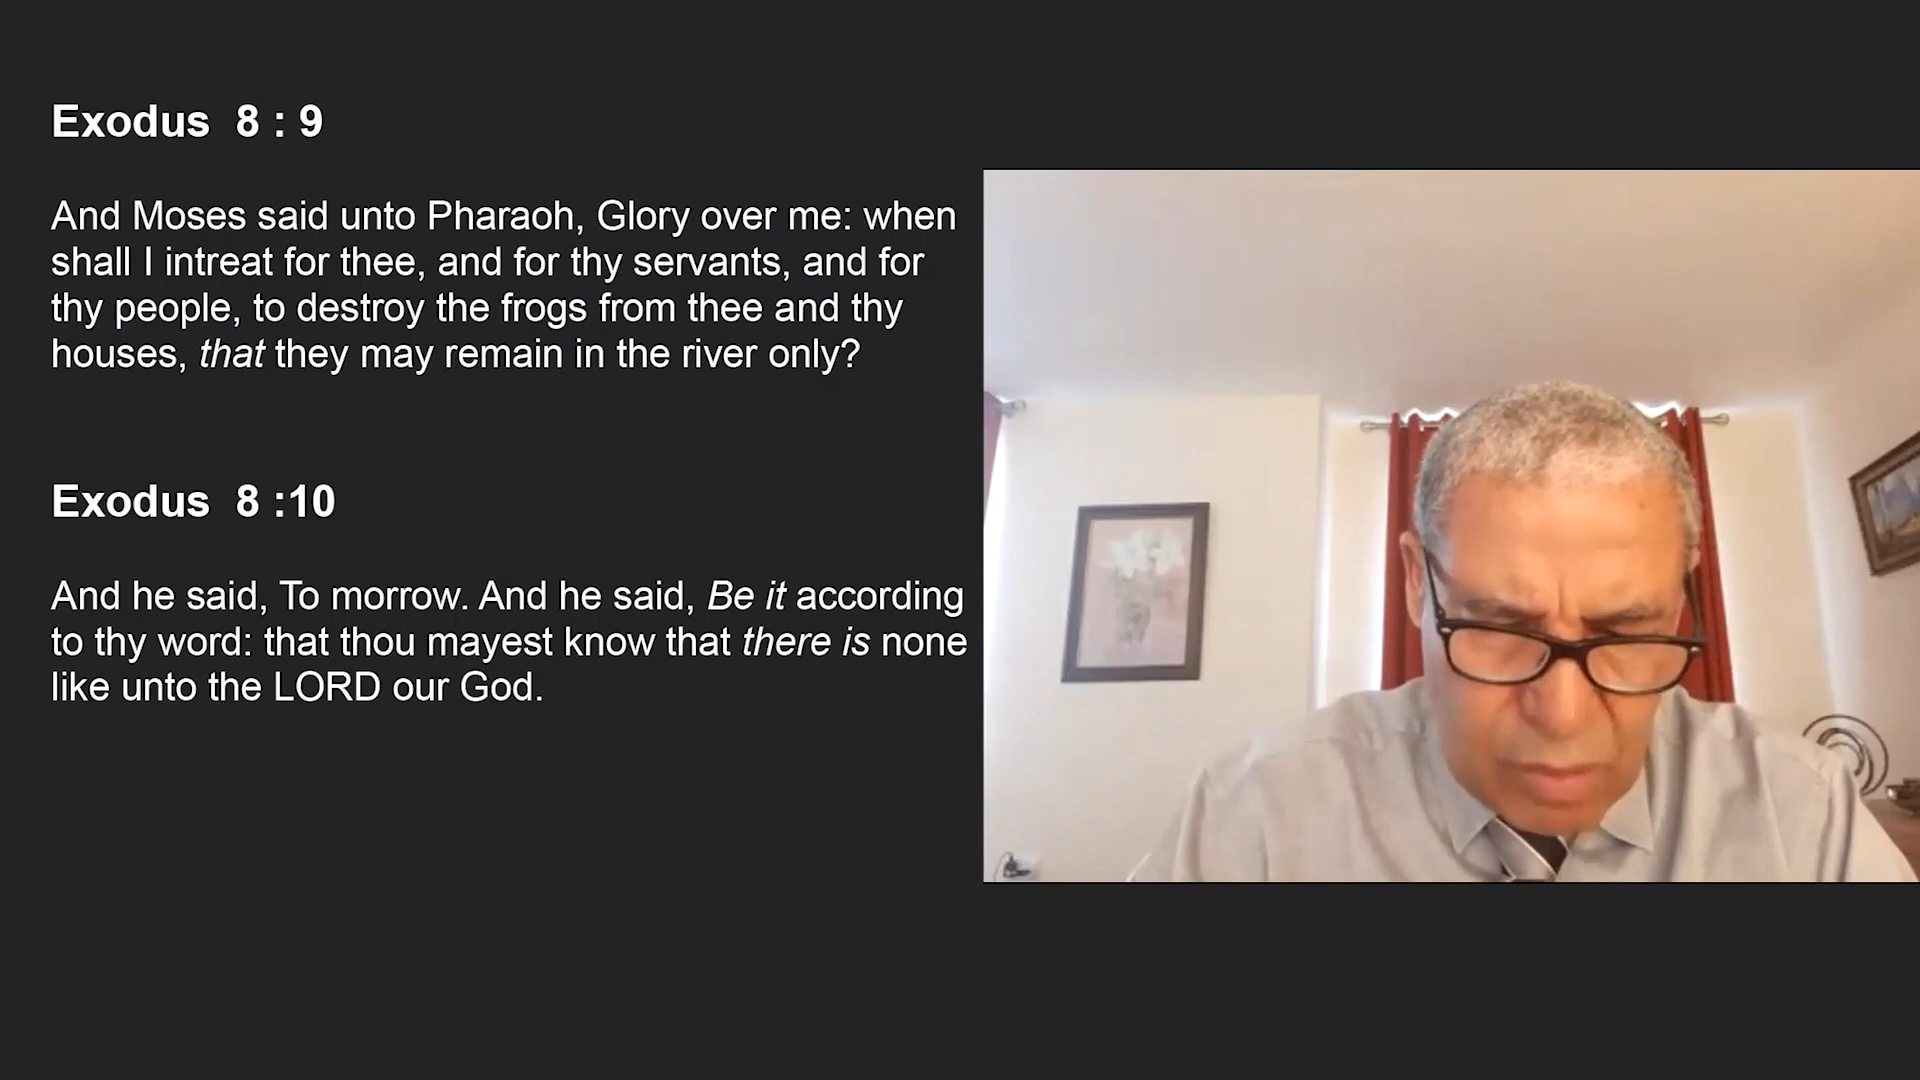 Exodus 8 : 9
And Moses said unto Pharaoh, Glory over me: when
shall I intreat for thee, and for thy servants, and for
thy people, to destroy the frogs from thee and thy
houses, that they may remain in the river only?
Exodus 8 :10
And he said, To morrow. And he said, Be it according
to thy word: that thou mayest know that there is none
like unto the LORD our God.